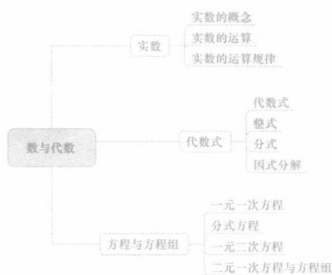 实数的概念
实数的运算
实数的运算规律
实数
代数式
整式
分式
因式分解
代数式
数与代数
一元一次方程
分式方程
一元二次方程
二元一次方程与方程组
方程与方程组